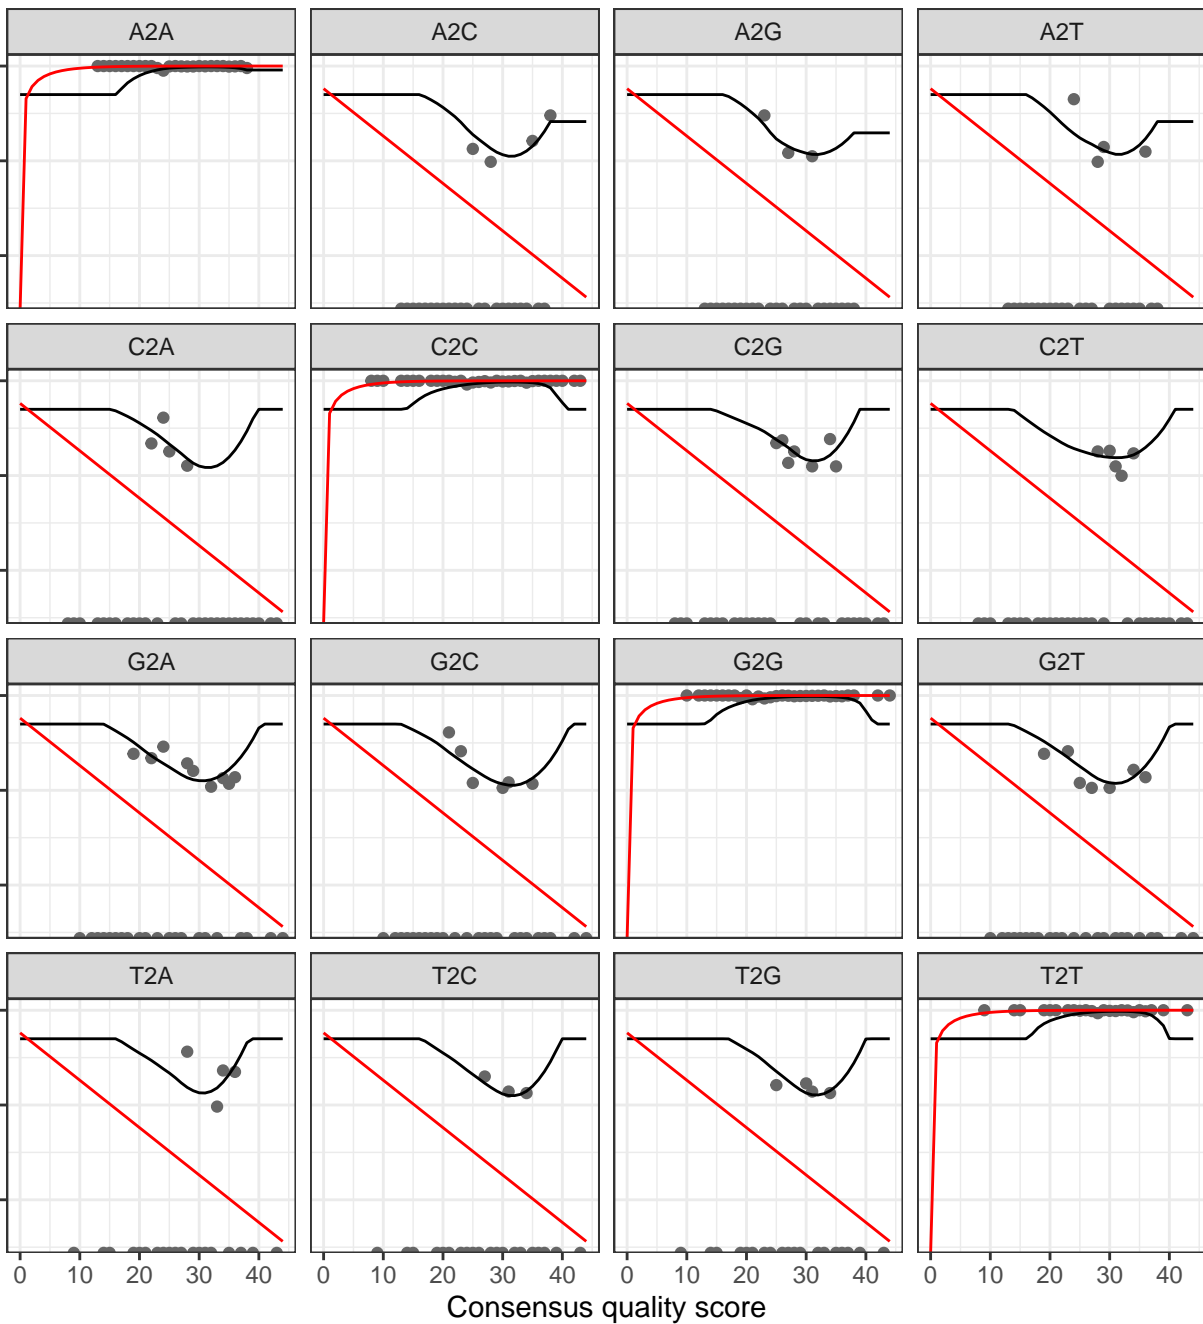 A2A A2C A2G A2T
C2A C2C C2G C2T
G2A G2C G2G G2T
T2A T2C T2G T2T
0 10 20 30 40 0 10 20 30 40 0 10 20 30 40 0 10 20 30 40
Consensus quality score